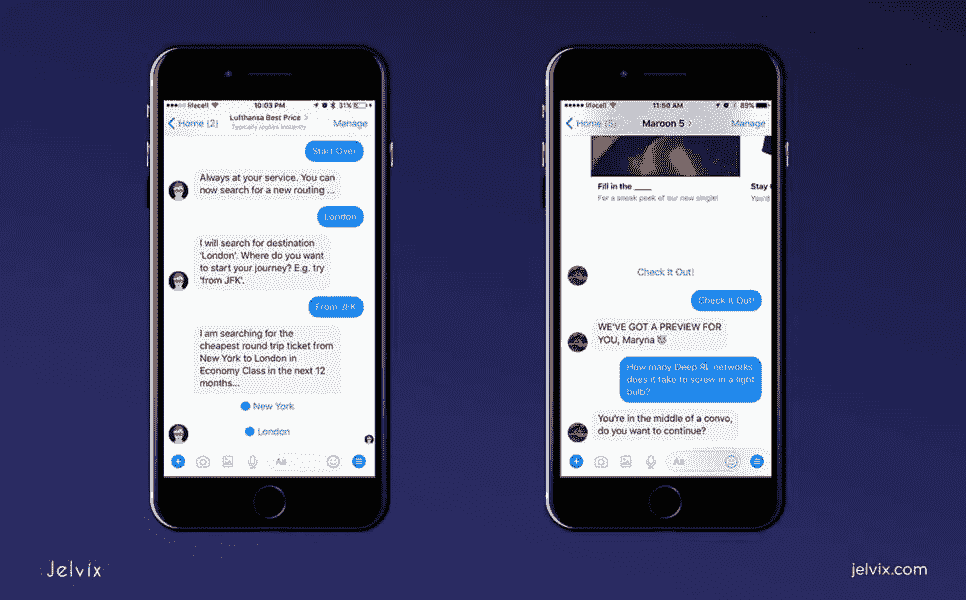 lifecell
10:03 PM
31%
Home (2)
Lufthansa Best Price
Typically replies instantly
Manage
Start Over
Always at your service. You can
now search for a new routing ...
London
I will search for destination
'London'. Where do you want
to start your journey? E.g. try
'from JFK'.
From JFK
I am searching for the
cheapest round trip ticket from
New York to London in
Economy Class in the next 12
months...
New York
London
Aa
lifecell
11:50 AM
89%
Home (5)
Maroon 5
Manage
Fill in the ____
For a sneak peek of our new single!
Stay
You'll
Check It Out!
Check It Out!
WE'VE GOT A PREVIEW FOR
YOU, Maryna
How many Deep RL networks
does it take to screw in a light
bulb?
You're in the middle of a convo,
do you want to continue?
Aa
Jelvix
jelvix.com